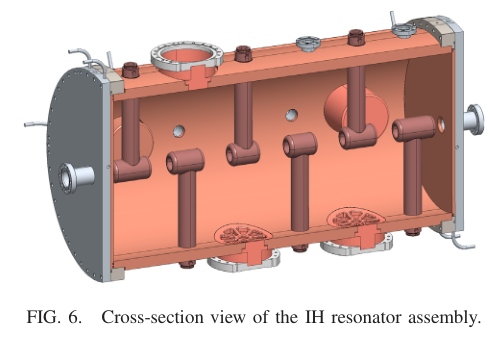 FIG. 6. Cross-section view of the IH resonator assembly.